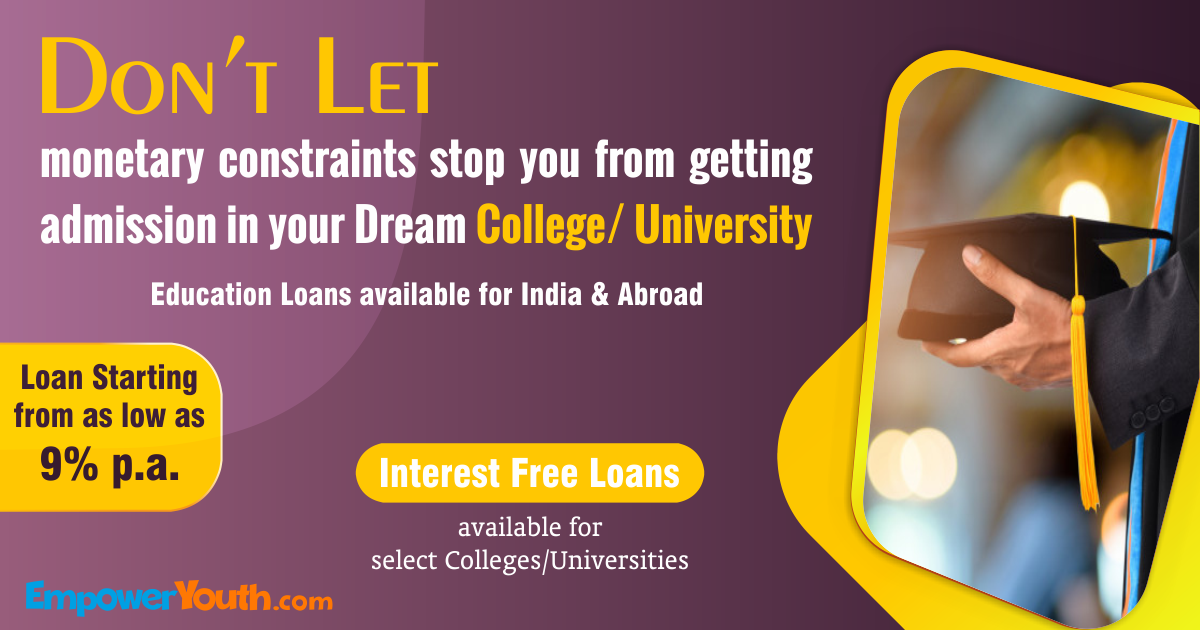 Don't Let
monetary constraints stop you from getting
admission in your Dream College/ University
Education Loans available for India & Abroad
Loan Starting
from as low as
9% p.a.
Interest Free Loans
available for
select Colleges/Universities
EmpowerYouth.com